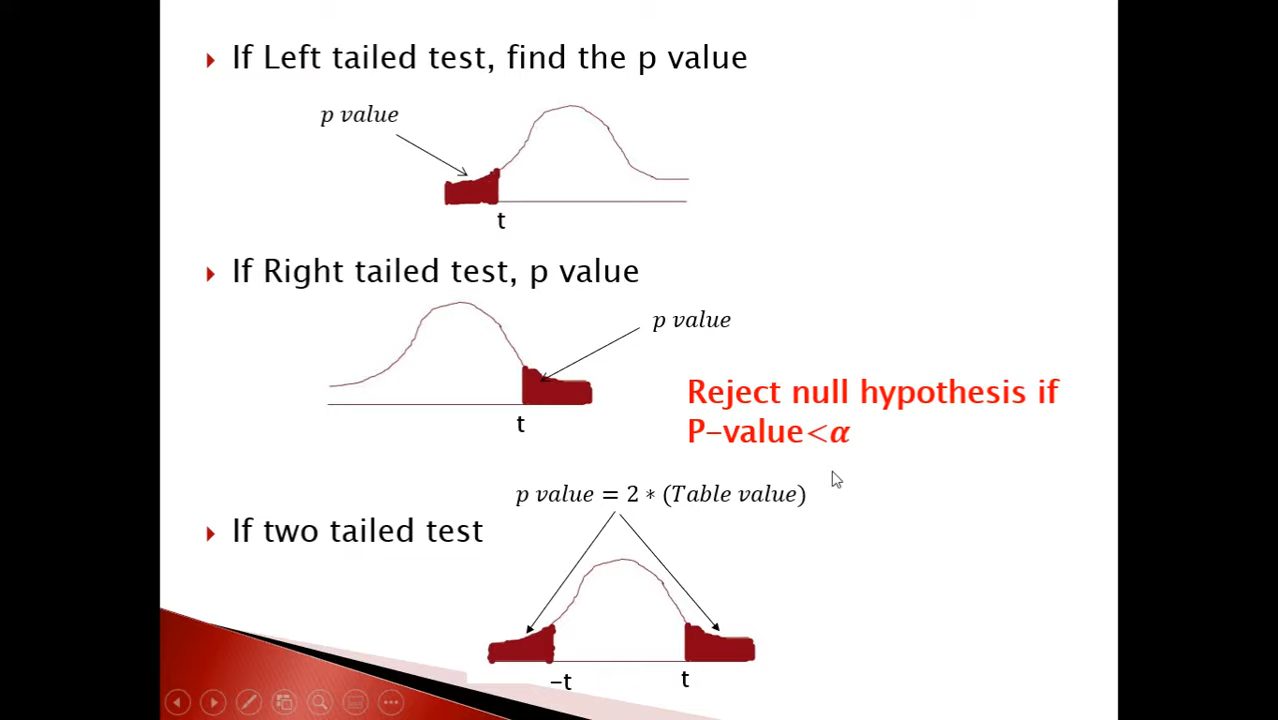 If Left tailed test, find the p value
p value
t
If Right tailed test, p value
p value
t
Reject null hypothesis if
P-value<α
p value = 2 * (Table value)
If two tailed test
-t
t